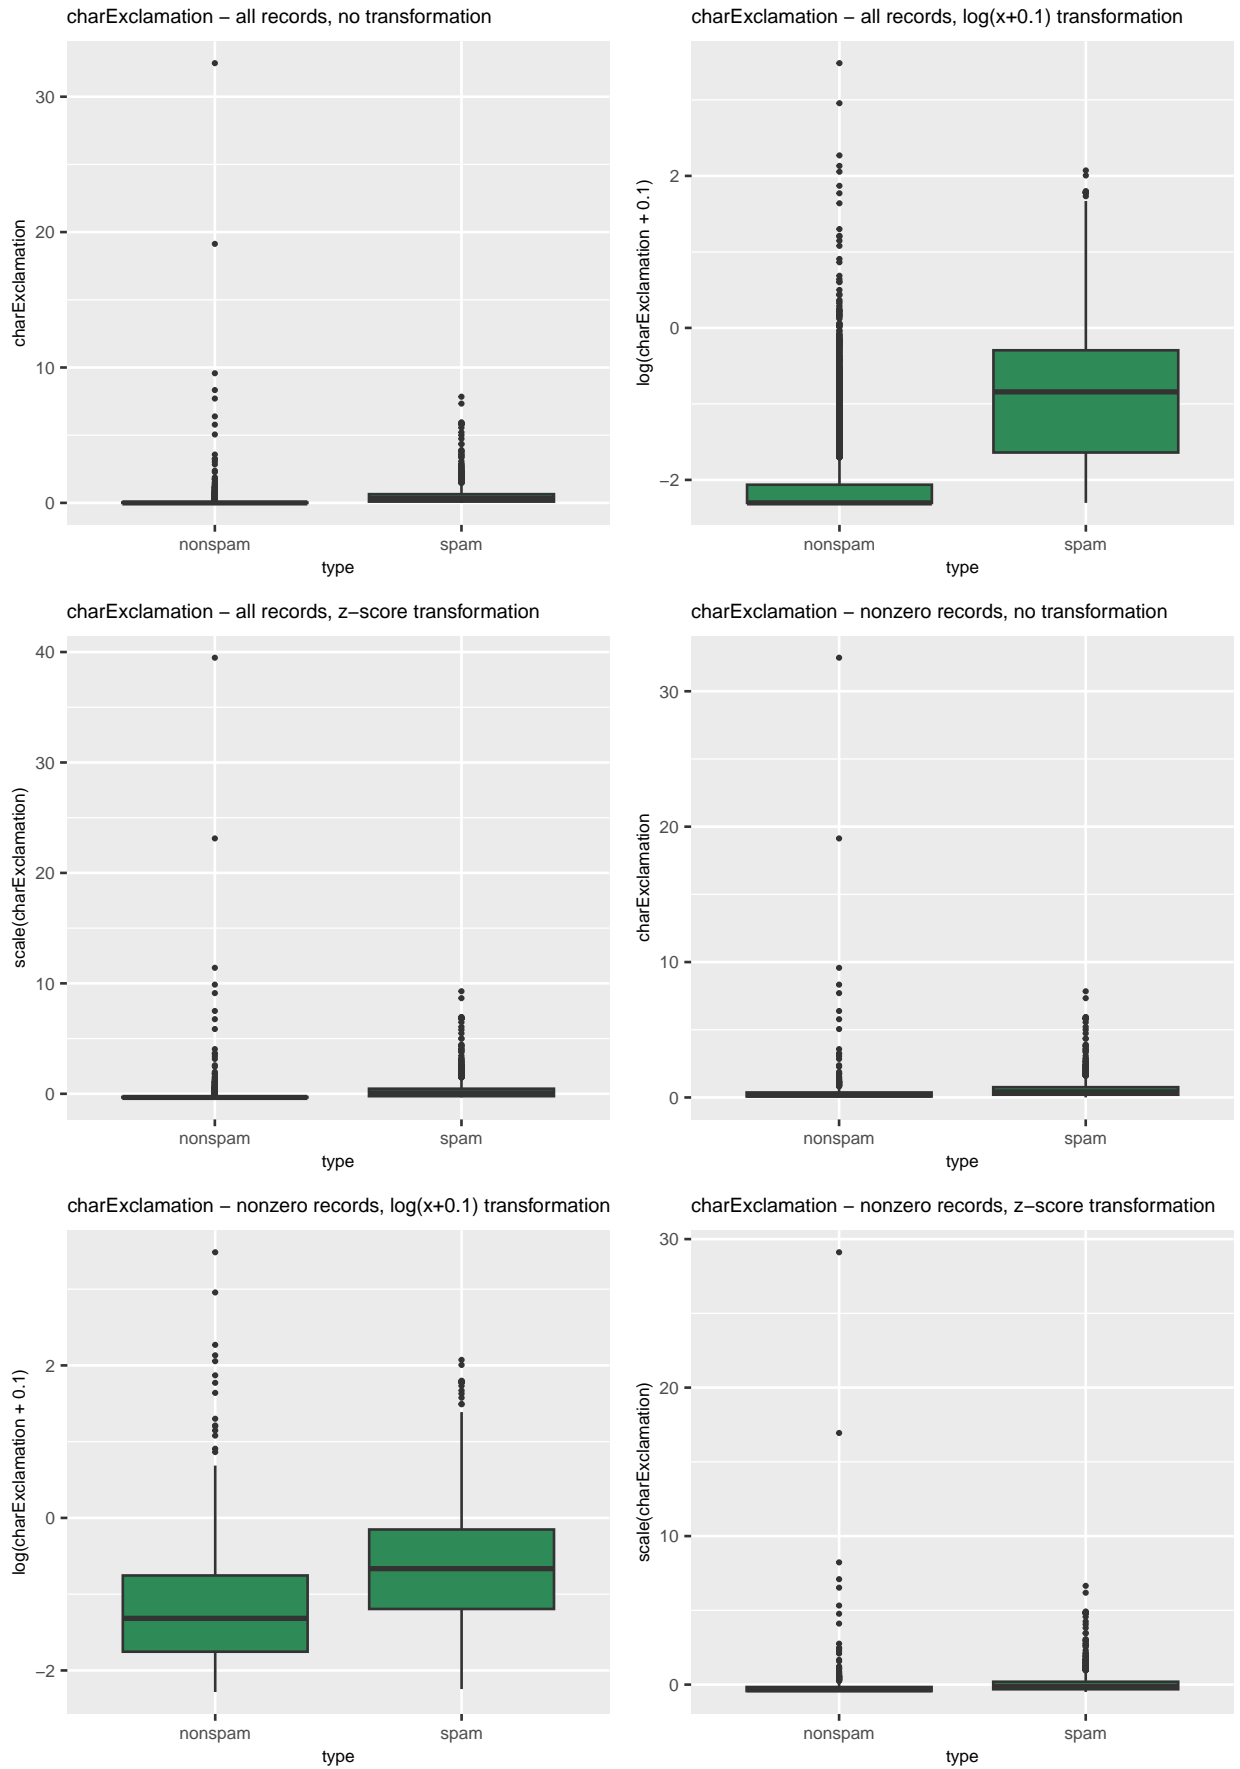 charExclamation − all records, no transformation
charExclamation
30
20
10
0
nonspam spam
type
charExclamation − all records, log(x+0.1) transformation
log(charExclamation + 0.1)
2
0
−2
nonspam spam
type
charExclamation − all records, z−score transformation
scale(charExclamation)
40
30
20
10
0
nonspam spam
type
charExclamation − nonzero records, no transformation
charExclamation
30
20
10
0
nonspam spam
type
charExclamation − nonzero records, log(x+0.1) transformation
log(charExclamation + 0.1)
2
0
−2
nonspam spam
type
charExclamation − nonzero records, z−score transformation
scale(charExclamation)
30
20
10
0
nonspam spam
type